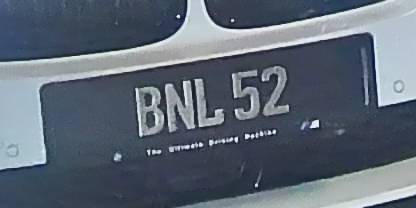 BNL 52
The Ultimate Driving Machine